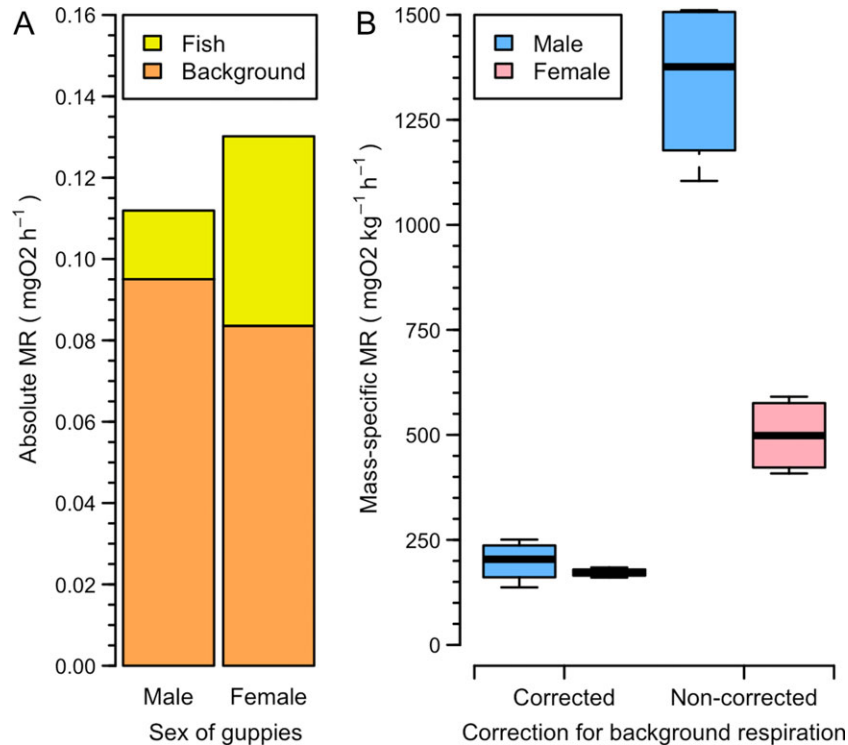 A
Fish
Background
0.16
0.14
0.12
0.10
0.08
0.06
0.04
0.02
0.00
Absolute MR ( mgO2 h⁻¹ )
Male
Female
Sex of guppies
B
Male
Female
1500
1250
1000
750
500
250
0
Mass-specific MR ( mgO2 kg⁻¹ h⁻¹ )
Corrected
Non-corrected
Correction for background respiration